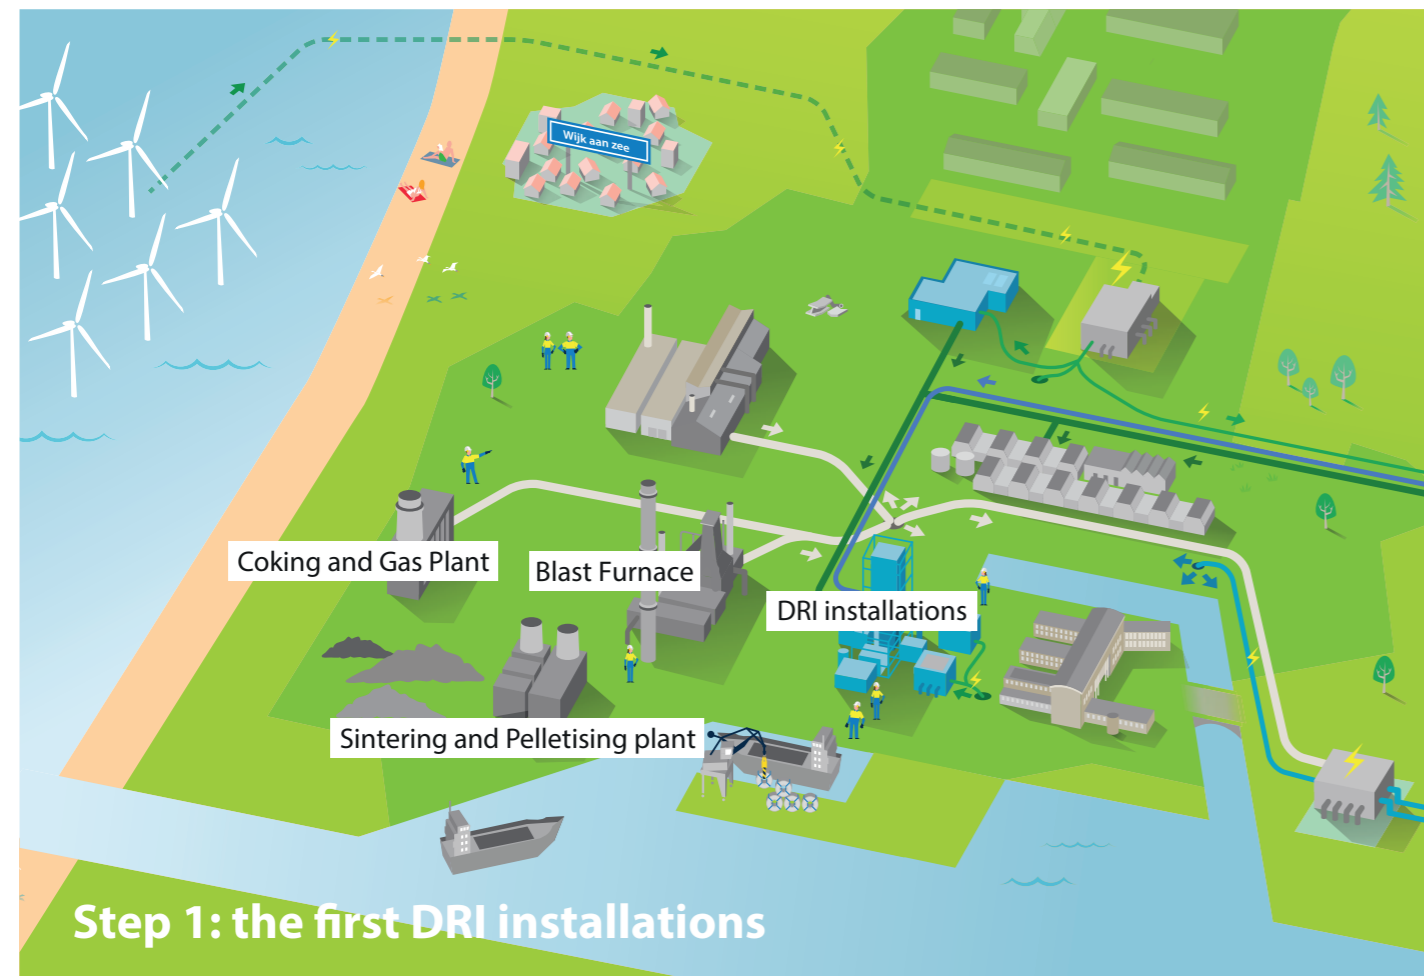 Wijk aan zee
Coking and Gas Plant
Blast Furnace
DRI installations
Sintering and Pelletising plant
Step 1: the first DRI installations